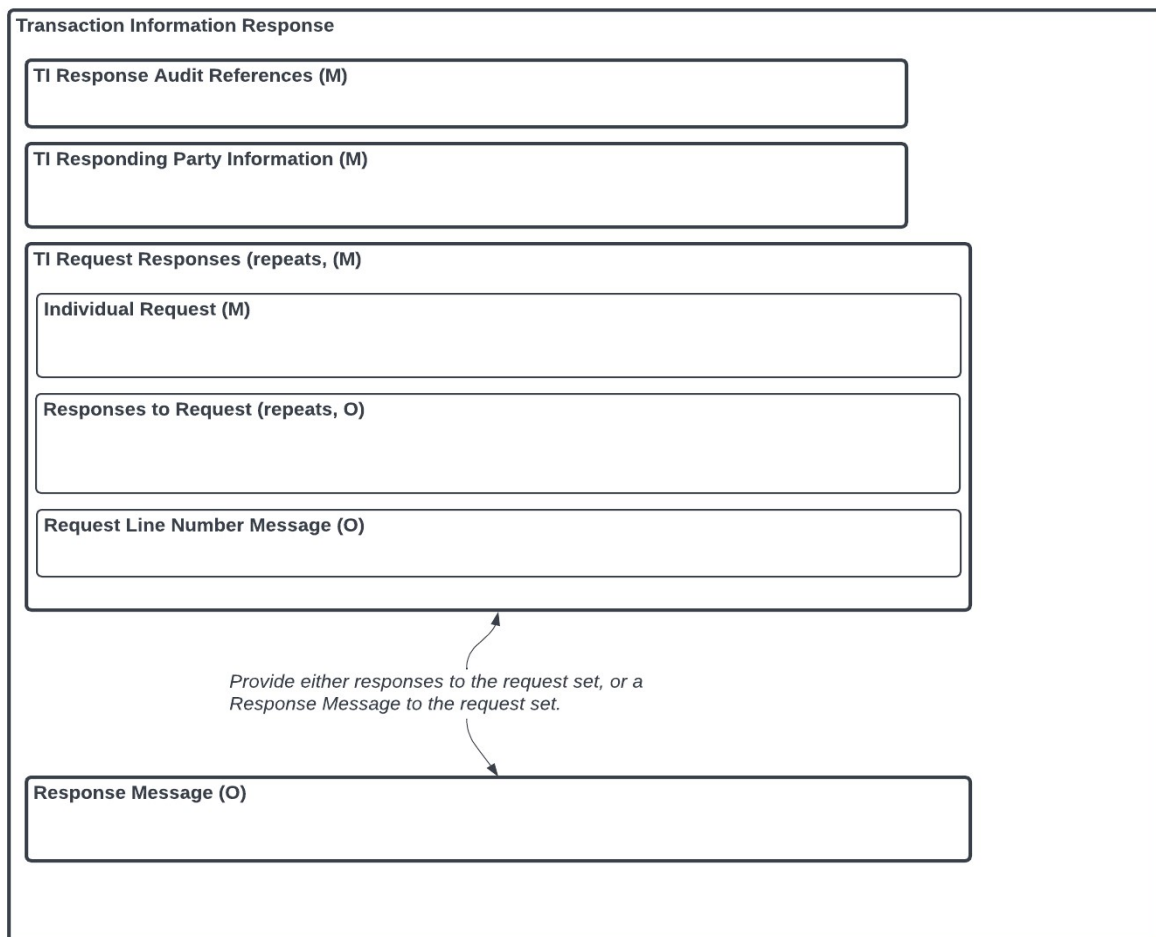 Transaction Information Response
TI Response Audit References (M)
TI Responding Party Information (M)
TI Request Responses (repeats, (M)
Individual Request (M)
Responses to Request (repeats, O)
Request Line Number Message (O)
Provide either responses to the request set, or a
Response Message to the request set.
Response Message (O)